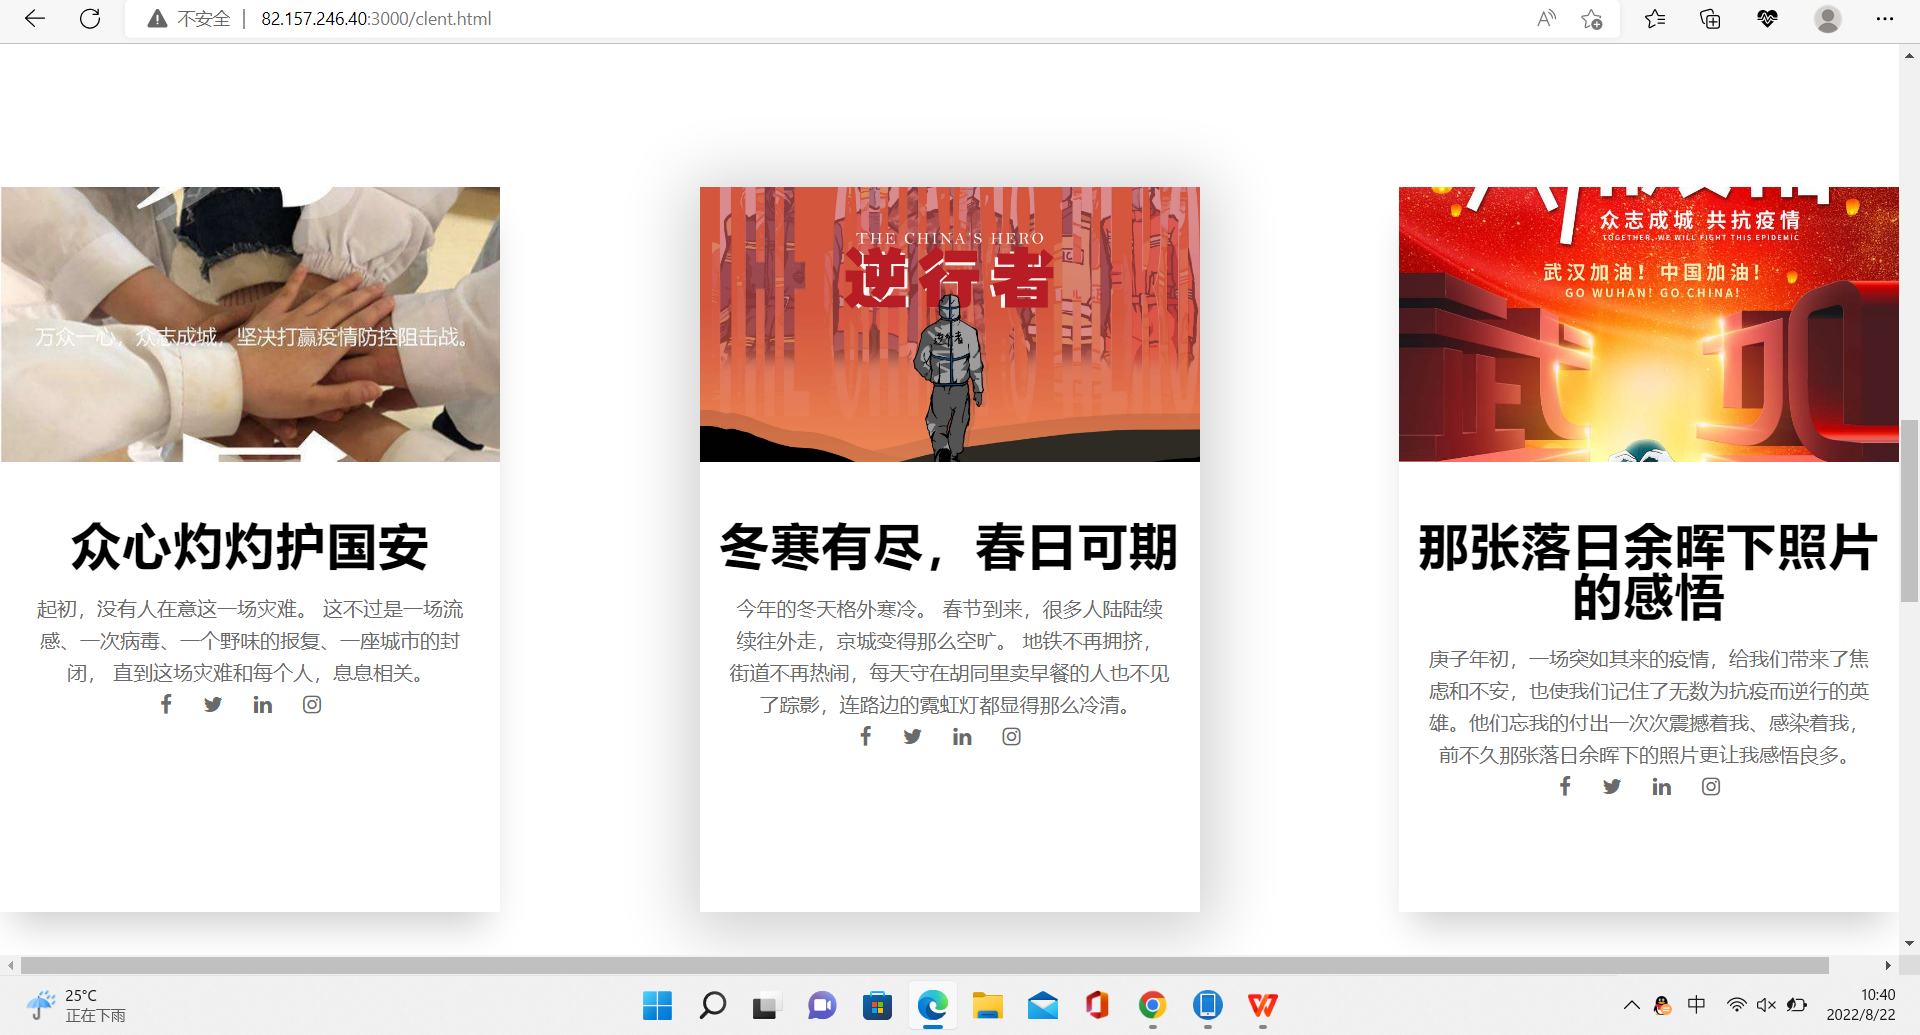 不安全
82.157.246.40:3000/clent.html
万众一心，众志成城，坚决打赢疫情防控阻击战。
THE CHINA'S HERO
逆行者
逆行者
众志成城 共抗疫情
TOGETHER, WE WILL FIGHT THIS EPIDEMIC
武汉加油！中国加油！
GO WUHAN! GO CHINA!
众心灼灼护国安
起初，没有人在意这一场灾难。 这不过是一场流
感、一次病毒、一个野味的报复、一座城市的封
闭， 直到这场灾难和每个人，息息相关。
冬寒有尽，春日可期
今年的冬天格外寒冷。 春节到来，很多人陆陆续
续往外走，京城变得那么空旷。 地铁不再拥挤，
街道不再热闹，每天守在胡同里卖早餐的人也不见
了踪影，连路边的霓虹灯都显得那么冷清。
那张落日余晖下照片
的感悟
庚子年初，一场突如其来的疫情，给我们带来了焦
虑和不安，也使我们记住了无数为抗疫而逆行的英
雄。他们忘我的付出一次次震撼着我、感染着我，
前不久那张落日余晖下的照片更让我感悟良多。
25°C
正在下雨
中
10:40
2022/8/22